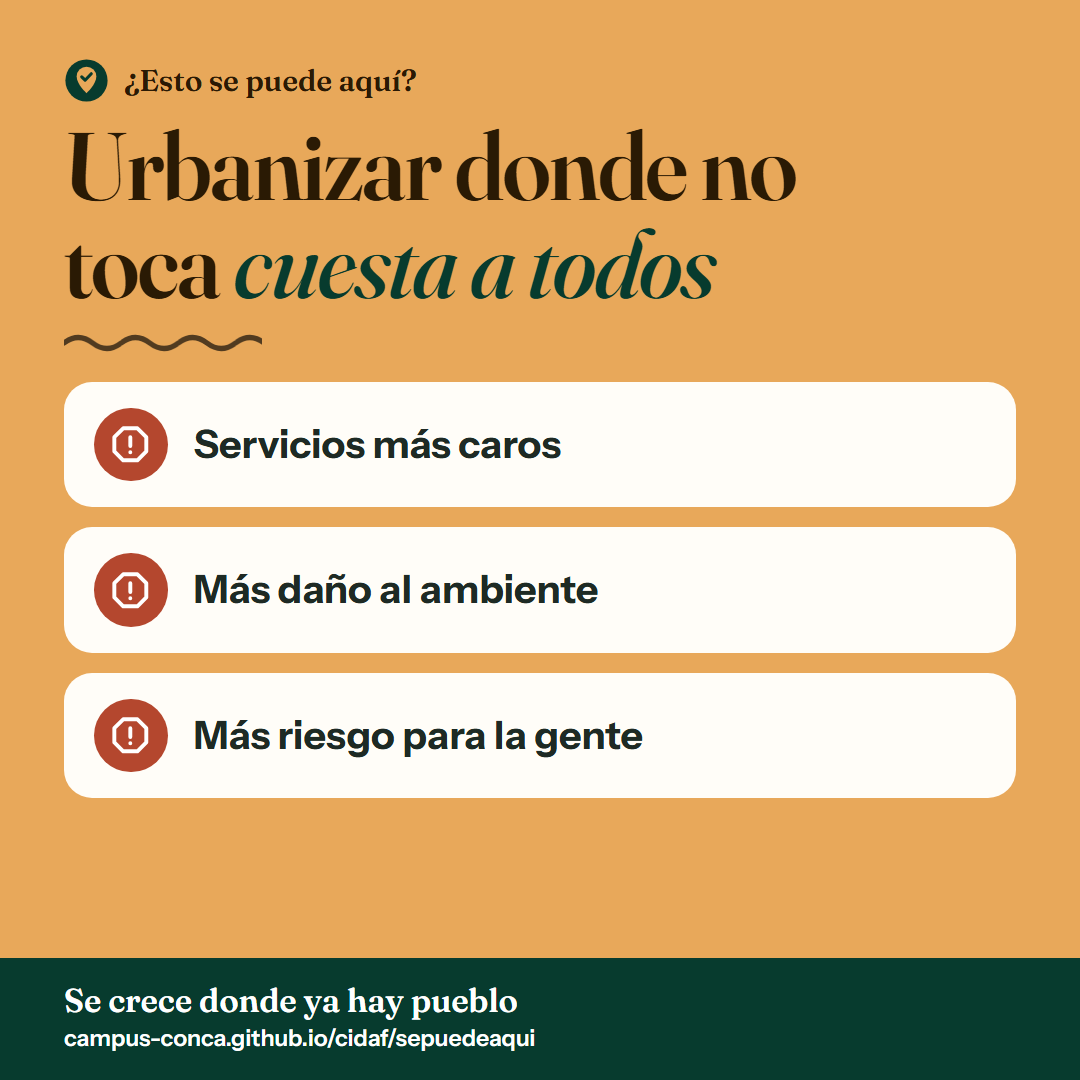 ¿Esto se puede aquí?
Urbanizar donde no
toca cuesta a todos
Servicios más caros
Más daño al ambiente
Más riesgo para la gente
Se crece donde ya hay pueblo
campus-conca.github.io/cidaf/sepuedeaqui